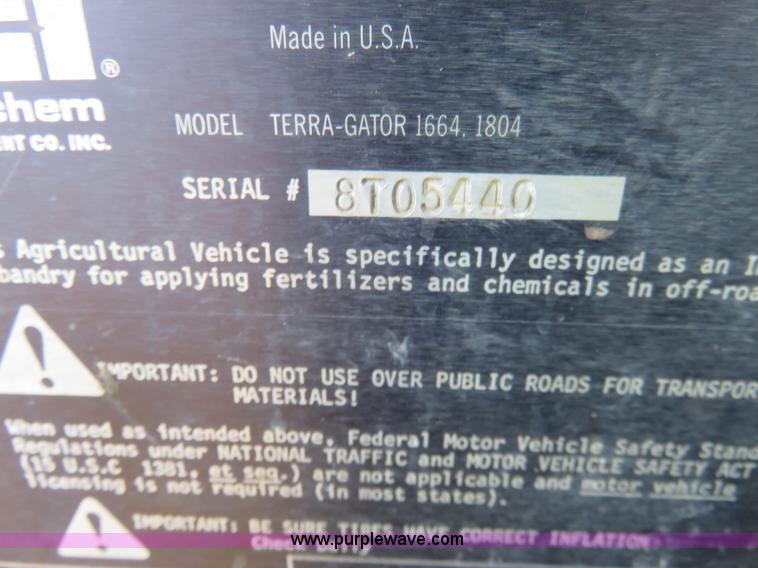 Made in U.S.A.
®
chem
MODEL TERRA-GATOR 1664, 1804
ENT CO. INC.
SERIAL # 8T05440
s Agricultural Vehicle is specifically designed as an I
bandry for applying fertilizers and chemicals in off-roa
IMPORTANT: DO NOT USE OVER PUBLIC ROADS FOR TRANSPOR
MATERIALS!
When used as intended above, Federal Motor Vehicle Safety Stand
Regulations under NATIONAL TRAFFIC and MOTOR VEHICLE SAFETY ACT
(15 U.S.C 1381, et seq.) are not applicable and motor vehicle
licensing is not required (in most states).
IMPORTANT: BE SURE TIRES HAVE CORRECT INFLATION
www.purplewave.com